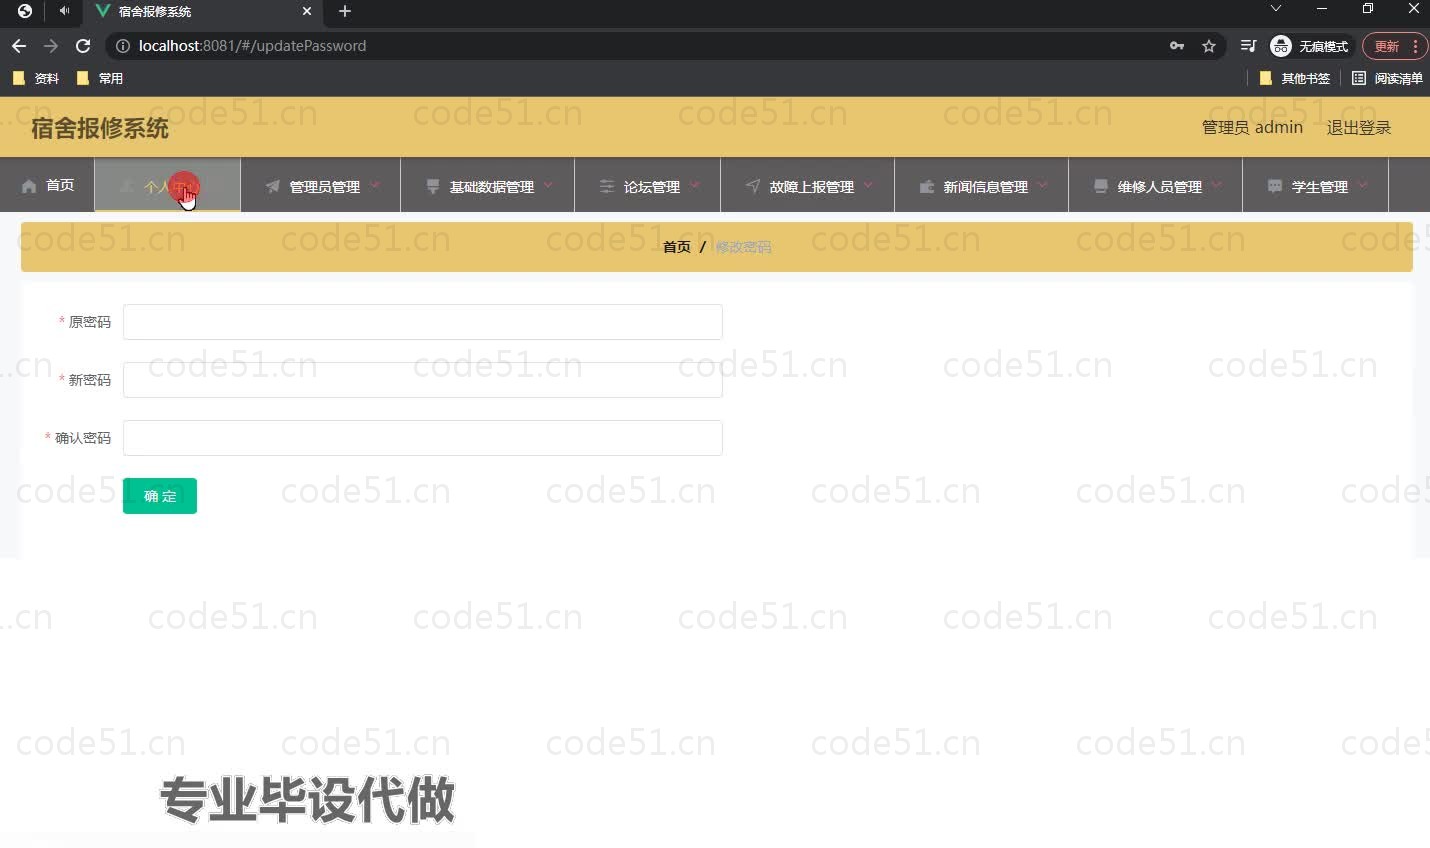 宿舍报修系统
localhost:8081/#/updatePassword
无痕模式
更新
资料
常用
其他书签
阅读清单
宿舍报修系统
管理员 admin
退出登录
首页
个人中心
管理员管理
基础数据管理
论坛管理
故障上报管理
新闻信息管理
维修人员管理
学生管理
首页 / 修改密码
* 原密码
* 新密码
* 确认密码
确 定
code51.cn
专业毕设代做